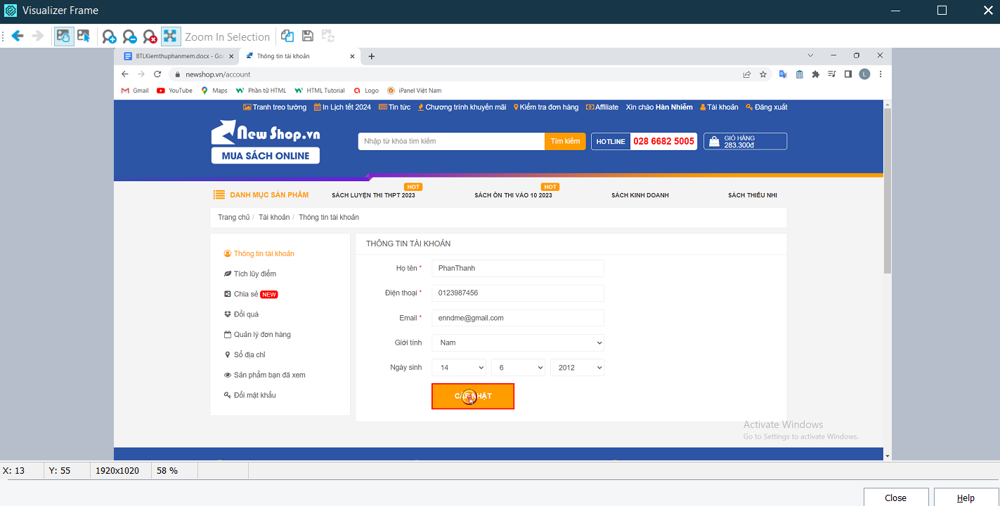 Visualizer Frame
Zoom In Selection
BTLKiemthuphanmem.docx - Goo
Thông tin tài khoản
newshop.vn/account
L
Gmail YouTube Maps Phần tử HTML HTML Tutorial Logo iPanel Việt Nam
Tranh treo tường In Lịch tết 2024 Tin tức Chương trình khuyến mãi Kiểm tra đơn hàng Affiliate Xin chào Hàn Nhiễm Tài khoản Đăng xuất
New Shop.vn
MUA SÁCH ONLINE
Nhập từ khóa tìm kiếm
Tìm kiếm
HOTLINE 028 6682 5005
GIỎ HÀNG
283.300đ
DANH MỤC SẢN PHẨM
HOT
SÁCH LUYỆN THI THPT 2023
HOT
SÁCH ÔN THI VÀO 10 2023
SÁCH KINH DOANH
SÁCH THIẾU NHI
Trang chủ / Tài khoản / Thông tin tài khoản
Thông tin tài khoản
Tích lũy điểm
Chia sẻ NEW
Đổi quà
Quản lý đơn hàng
Sổ địa chỉ
Sản phẩm bạn đã xem
Đổi mật khẩu
THÔNG TIN TÀI KHOẢN
Họ tên * PhanThanh
Điện thoại * 0123987456
Email * enndme@gmail.com
Giới tính Nam
Ngày sinh 14 6 2012
Activate Windows
Go to Settings to activate Windows.
X: 13 Y: 55 1920x1020 58 %
Close Help